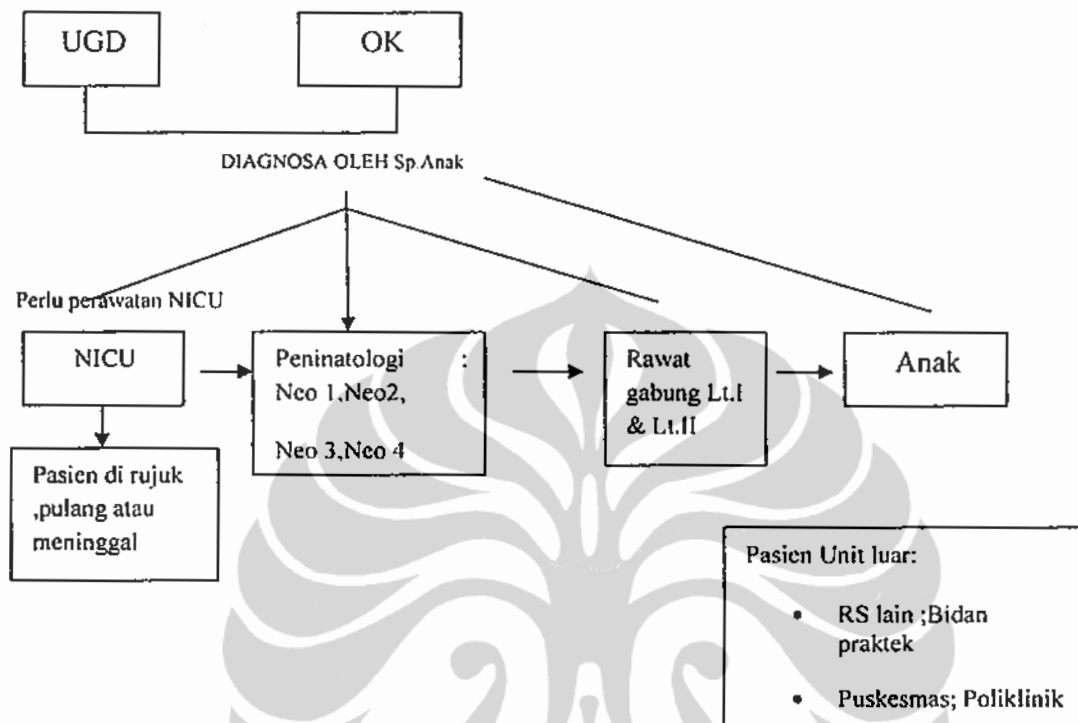 UGD
OK
DIAGNOSA OLEH Sp.Anak
Perlu perawatan NICU
NICU
Peninatologi :
Neo 1,Neo2,
Neo 3,Neo 4
Rawat
gabung Lt.I
& Lt.II
Anak
Pasien di rujuk
,pulang atau
meninggal
Pasien Unit luar:
• RS lain ;Bidan
praktek
• Puskesmas; Poliklinik